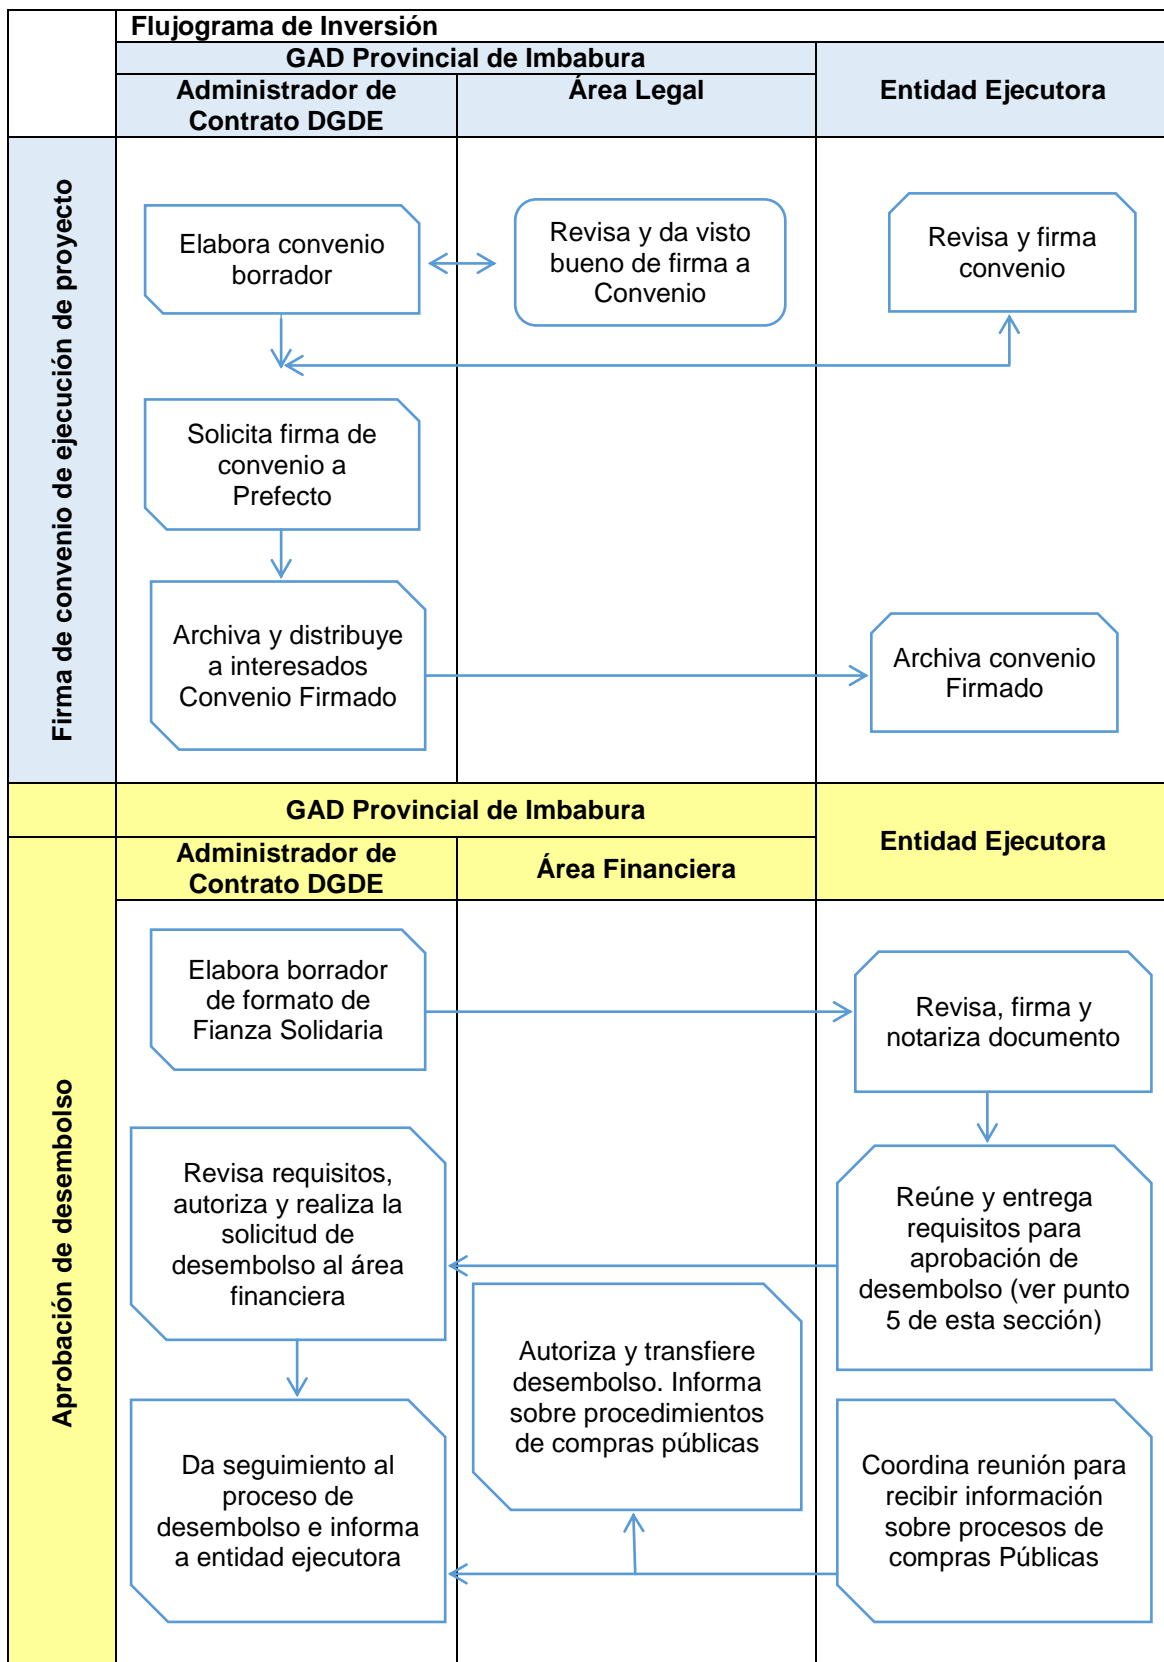 Flujograma de Inversión
GAD Provincial de Imbabura
Administrador de
Contrato DGDE
Área Legal
Entidad Ejecutora
Firma de convenio de ejecución de proyecto
Elabora convenio
borrador
Revisa y da visto
bueno de firma a
Convenio
Revisa y firma
convenio
Solicita firma de
convenio a
Prefecto
Archiva y distribuye
a interesados
Convenio Firmado
Archiva convenio
Firmado
GAD Provincial de Imbabura
Entidad Ejecutora
Administrador de
Contrato DGDE
Área Financiera
Aprobación de desembolso
Elabora borrador
de formato de
Fianza Solidaria
Revisa, firma y
notariza documento
Revisa requisitos,
autoriza y realiza la
solicitud de
desembolso al área
financiera
Reúne y entrega
requisitos para
aprobación de
desembolso (ver punto
5 de esta sección)
Autoriza y transfiere
desembolso. Informa
sobre procedimientos
de compras públicas
Da seguimiento al
proceso de
desembolso e informa
a entidad ejecutora
Coordina reunión para
recibir información
sobre procesos de
compras Públicas